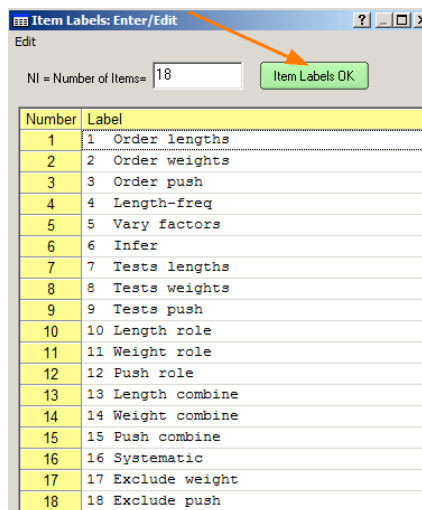 Item Labels: Enter/Edit
Edit
NI = Number of Items= 18 Item Labels OK
Number Label
1 1 Order lengths
2 2 Order weights
3 3 Order push
4 4 Length-freq
5 5 Vary factors
6 6 Infer
7 7 Tests lengths
8 8 Tests weights
9 9 Tests push
10 10 Length role
11 11 Weight role
12 12 Push role
13 13 Length combine
14 14 Weight combine
15 15 Push combine
16 16 Systematic
17 17 Exclude weight
18 18 Exclude push